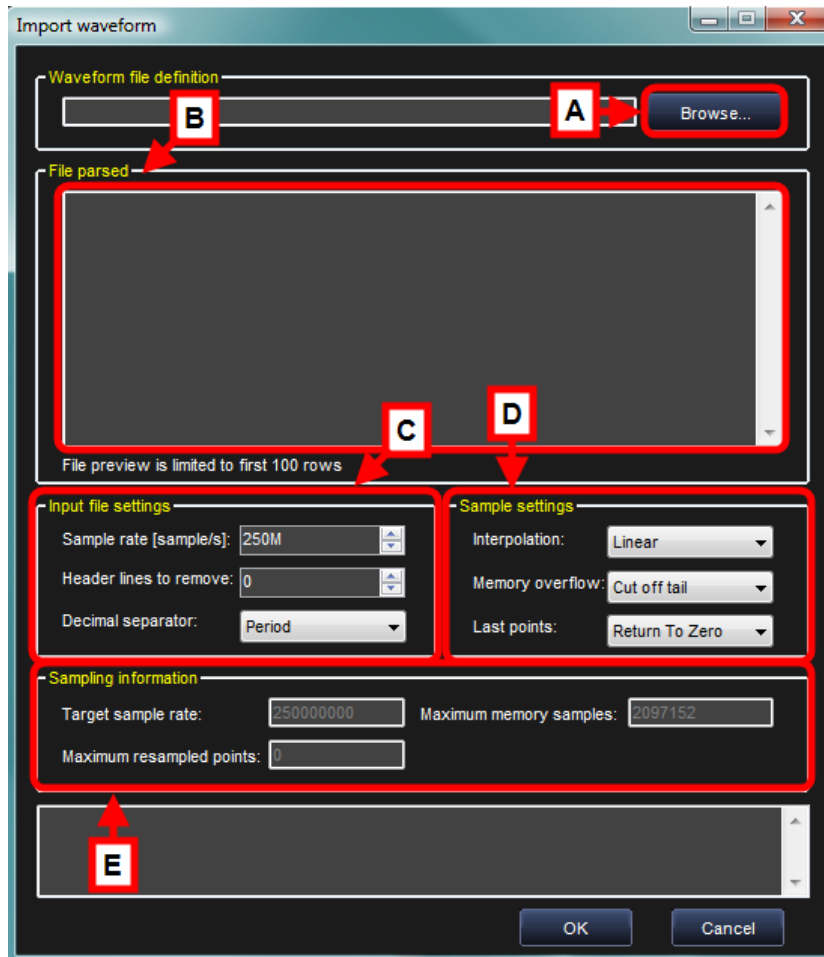 Import waveform
Waveform file definition
B
A
Browse...
File parsed
C
D
File preview is limited to first 100 rows
Input file settings
Sample rate [sample/s]: 250M
Header lines to remove: 0
Decimal separator: Period
Sample settings
Interpolation: Linear
Memory overflow: Cut off tail
Last points: Return To Zero
Sampling information
Target sample rate: 250000000 Maximum memory samples: 2097152
Maximum resampled points: 0
E
OK Cancel